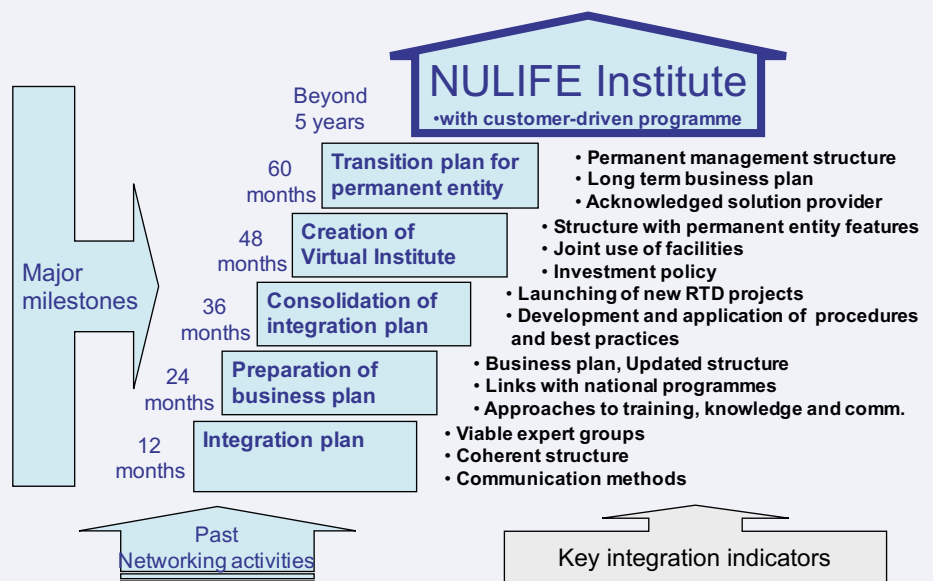 NULIFE Institute
•with customer-driven programme
Beyond
5 years
60
months
Transition plan for
permanent entity
• Permanent management structure
• Long term business plan
• Acknowledged solution provider
48
months
Creation of
Virtual Institute
• Structure with permanent entity features
• Joint use of facilities
• Investment policy
Major
milestones
36
months
Consolidation of
integration plan
• Launching of new RTD projects
• Development and application of procedures
and best practices
24
months
Preparation of
business plan
• Business plan, Updated structure
• Links with national programmes
• Approaches to training, knowledge and comm.
12
months
Integration plan
• Viable expert groups
• Coherent structure
• Communication methods
Past
Networking activities
Key integration indicators